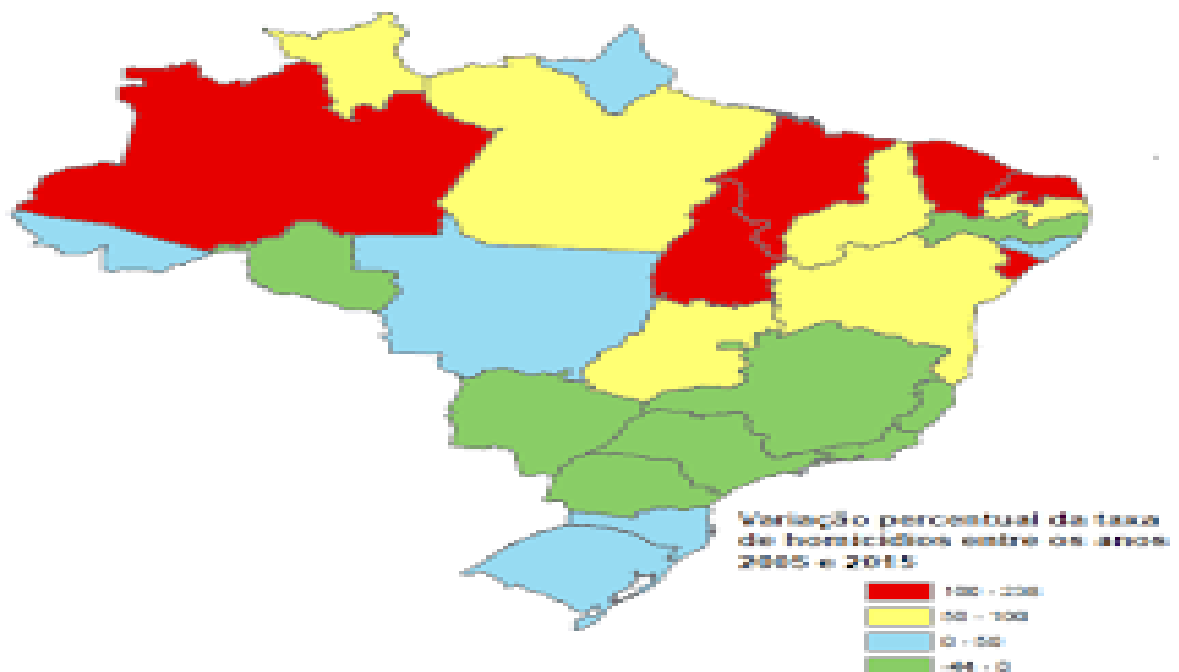 Variação percentual da taxa
de homicídios entre os anos
2005 e 2015
50 - 100
0 - 50